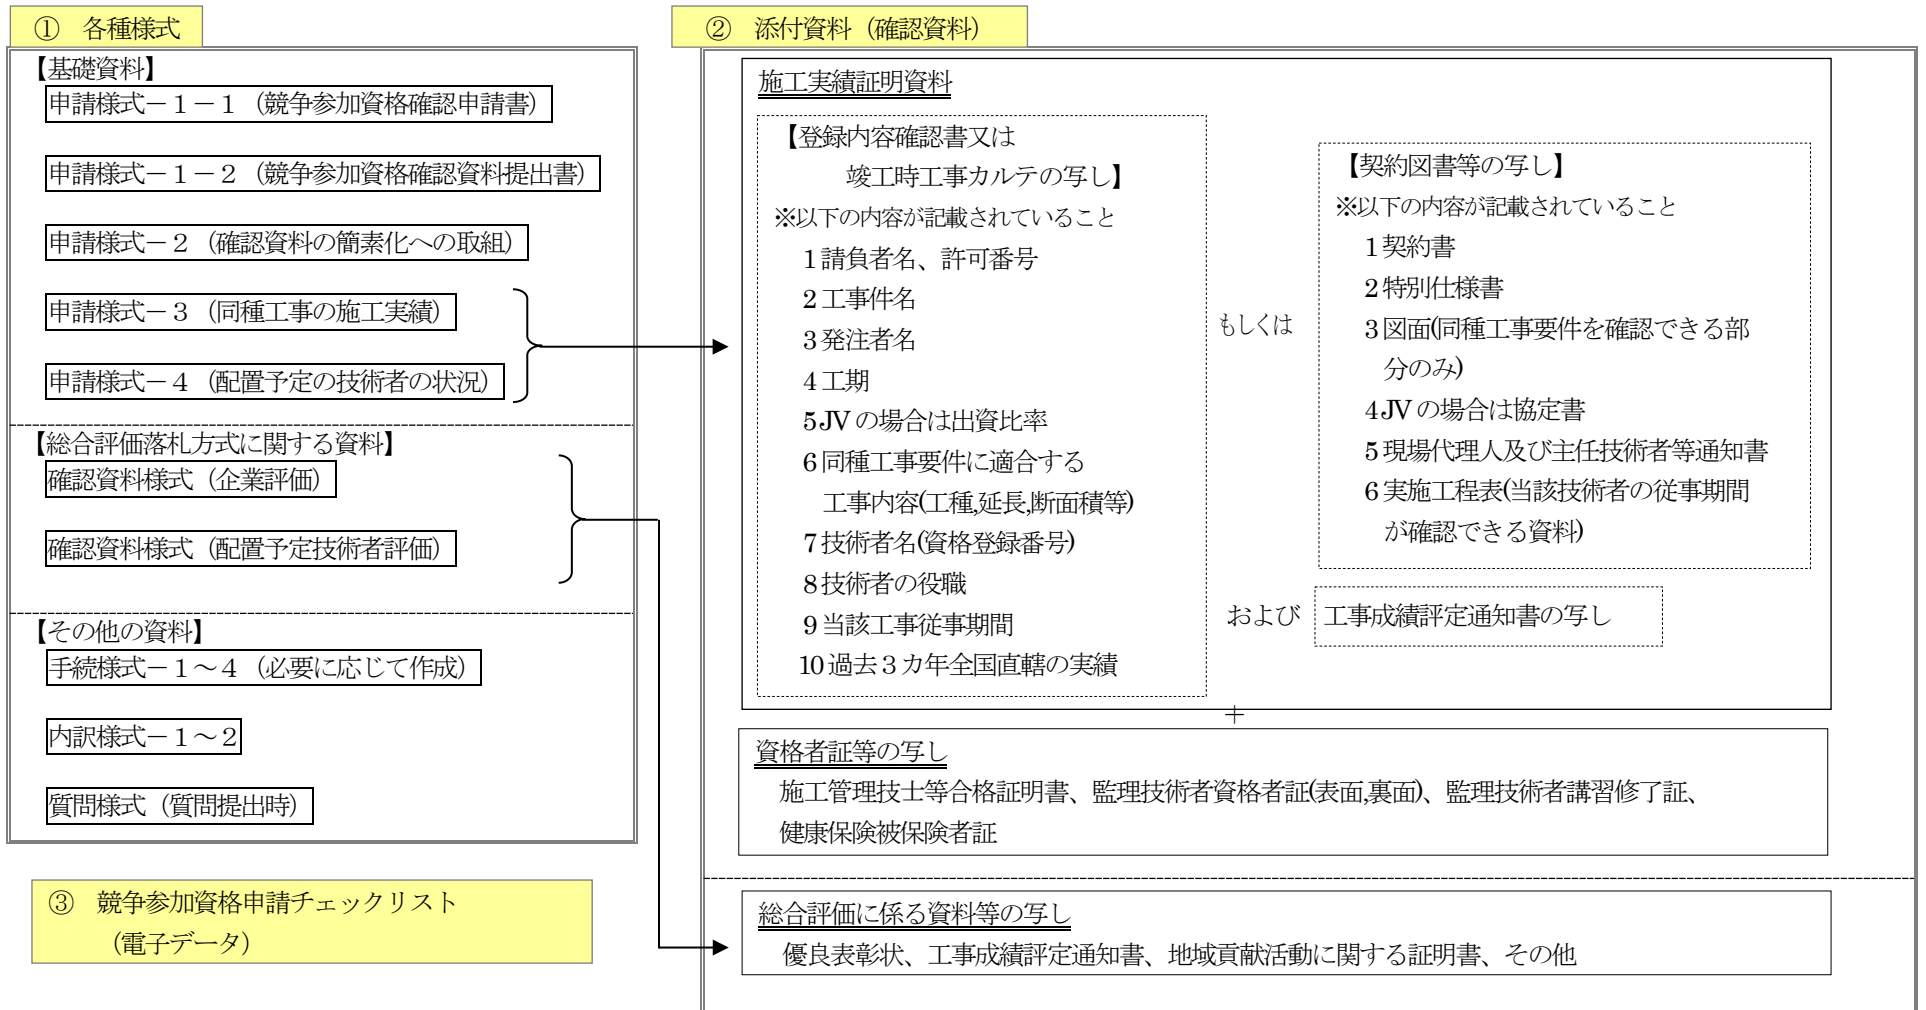 ① 各種様式
【基礎資料】
申請様式－１－１（競争参加資格確認申請書）
申請様式－１－２（競争参加資格確認資料提出書）
申請様式－２（確認資料の簡素化への取組）
申請様式－３（同種工事の施工実績）
申請様式－４（配置予定の技術者の状況）
【総合評価落札方式に関する資料】
確認資料様式（企業評価）
確認資料様式（配置予定技術者評価）
【その他の資料】
手続様式－１～４（必要に応じて作成）
内訳様式－１～２
質問様式（質問提出時）
③ 競争参加資格申請チェックリスト
（電子データ）
② 添付資料（確認資料）
施工実績証明資料
【登録内容確認書又は
竣工時工事カルテの写し】
※以下の内容が記載されていること
1 請負者名、許可番号
2 工事件名
3 発注者名
4 工期
5 JV の場合は出資比率
6 同種工事要件に適合する
工事内容(工種,延長,断面積等)
7 技術者名(資格登録番号)
8 技術者の役職
9 当該工事従事期間
10 過去３カ年全国直轄の実績
もしくは
【契約図書等の写し】
※以下の内容が記載されていること
1 契約書
2 特別仕様書
3 図面(同種工事要件を確認できる部
分のみ)
4 JV の場合は協定書
5 現場代理人及び主任技術者等通知書
6 実施工程表(当該技術者の従事期間
が確認できる資料)
および
工事成績評定通知書の写し
＋
資格者証等の写し
施工管理技士等合格証明書、監理技術者資格者証(表面,裏面)、監理技術者講習修了証、
健康保険被保険者証
総合評価に係る資料等の写し
優良表彰状、工事成績評定通知書、地域貢献活動に関する証明書、その他